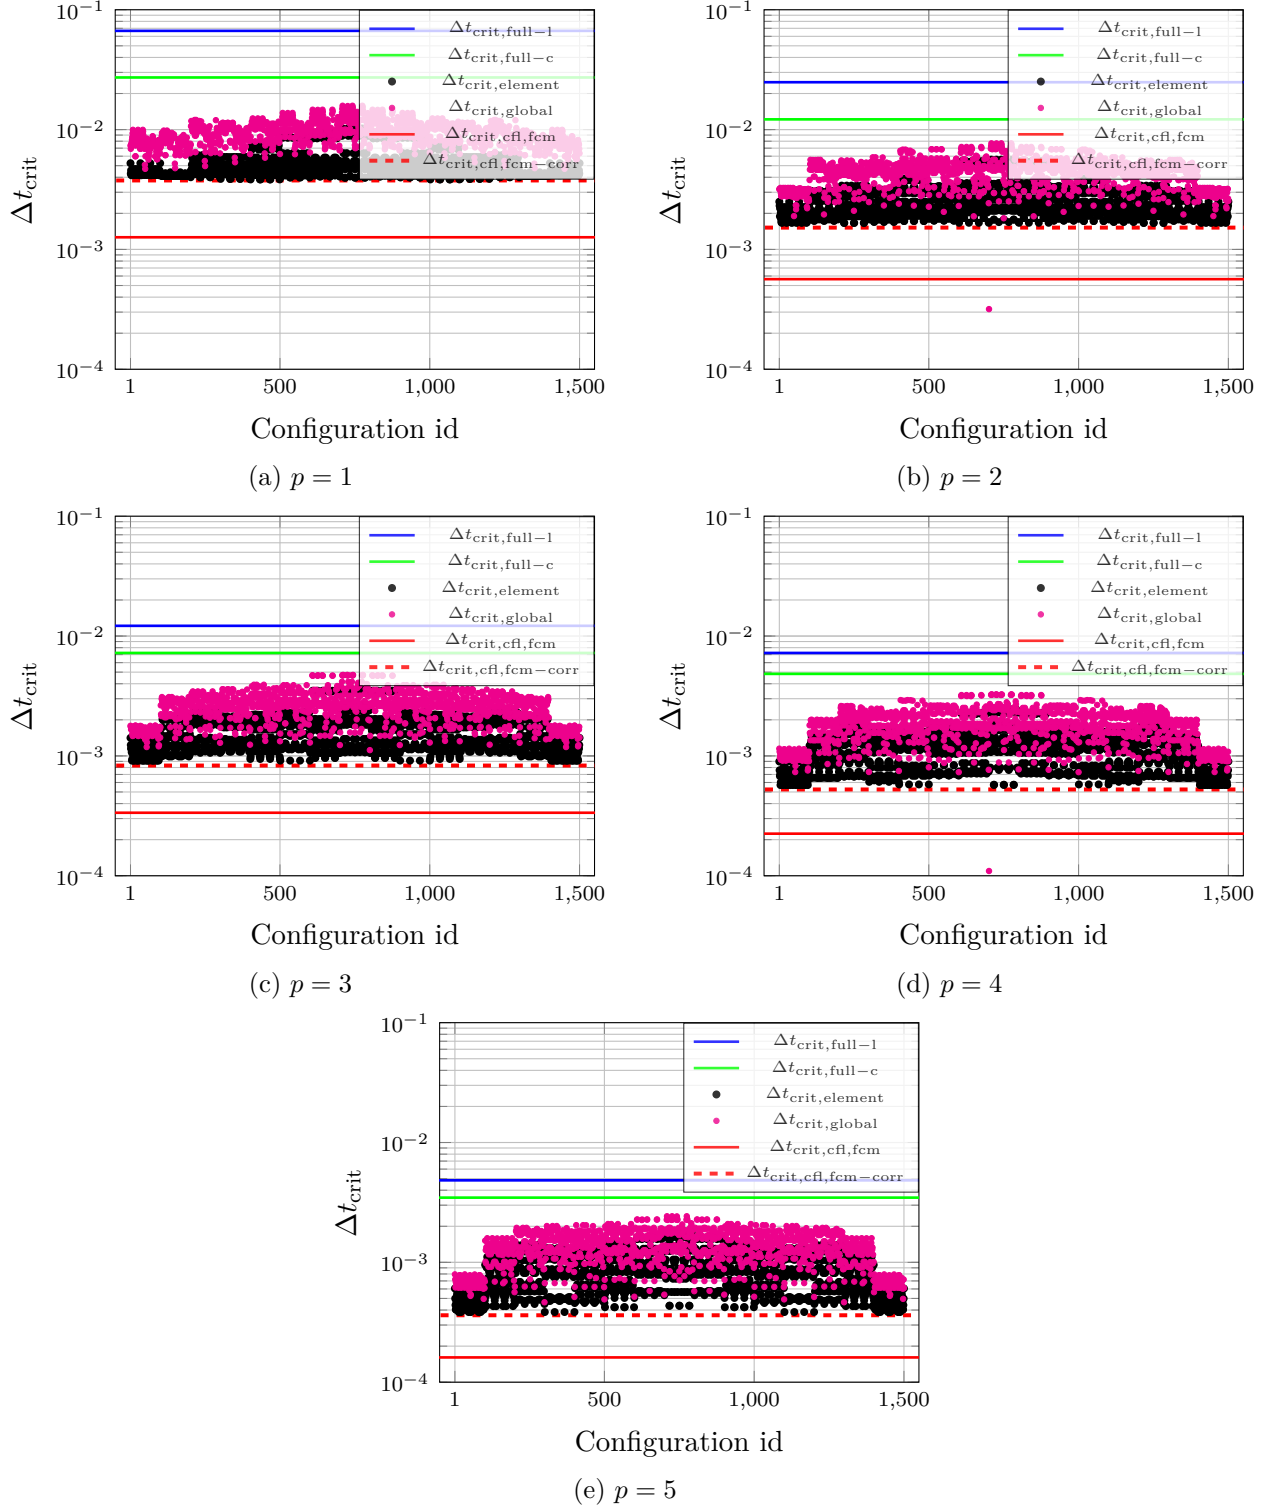 10⁻¹
10⁻²
10⁻³
10⁻⁴
Δt_crit
Δt_crit,full−l
Δt_crit,full−c
Δt_crit,element
Δt_crit,global
Δt_crit,cfl,fcm
Δt_crit,cfl,fcm−corr
1 500 1,000 1,500
Configuration id
(a) p = 1
10⁻¹
10⁻²
10⁻³
10⁻⁴
Δt_crit
Δt_crit,full−l
Δt_crit,full−c
Δt_crit,element
Δt_crit,global
Δt_crit,cfl,fcm
Δt_crit,cfl,fcm−corr
1 500 1,000 1,500
Configuration id
(b) p = 2
10⁻¹
10⁻²
10⁻³
10⁻⁴
Δt_crit
Δt_crit,full−l
Δt_crit,full−c
Δt_crit,element
Δt_crit,global
Δt_crit,cfl,fcm
Δt_crit,cfl,fcm−corr
1 500 1,000 1,500
Configuration id
(c) p = 3
10⁻¹
10⁻²
10⁻³
10⁻⁴
Δt_crit
Δt_crit,full−l
Δt_crit,full−c
Δt_crit,element
Δt_crit,global
Δt_crit,cfl,fcm
Δt_crit,cfl,fcm−corr
1 500 1,000 1,500
Configuration id
(d) p = 4
10⁻¹
10⁻²
10⁻³
10⁻⁴
Δt_crit
Δt_crit,full−l
Δt_crit,full−c
Δt_crit,element
Δt_crit,global
Δt_crit,cfl,fcm
Δt_crit,cfl,fcm−corr
1 500 1,000 1,500
Configuration id
(e) p = 5